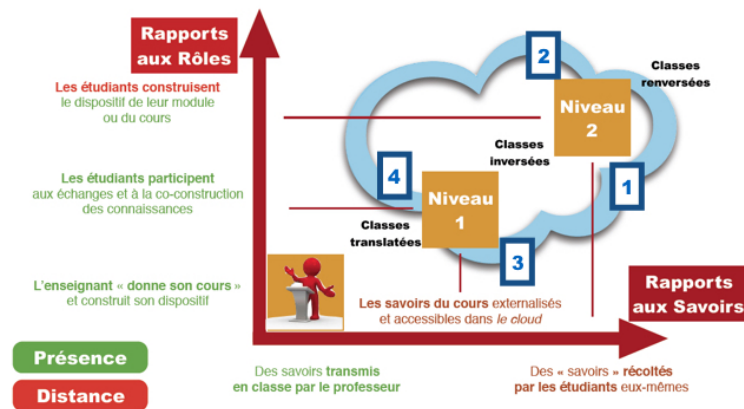 Rapports
aux Rôles
Les étudiants construisent
le dispositif de leur module
ou du cours
Les étudiants participent
aux échanges et à la co-construction
des connaissances
L'enseignant « donne son cours »
et construit son dispositif
2
Classes
renversées
Niveau
2
Classes
inversées
1
4
Niveau
1
Classes
translatées
3
Les savoirs du cours externalisés
et accessibles dans le cloud
Rapports
aux Savoirs
Présence
Distance
Des savoirs transmis
en classe par le professeur
Des « savoirs » récoltés
par les étudiants eux-mêmes